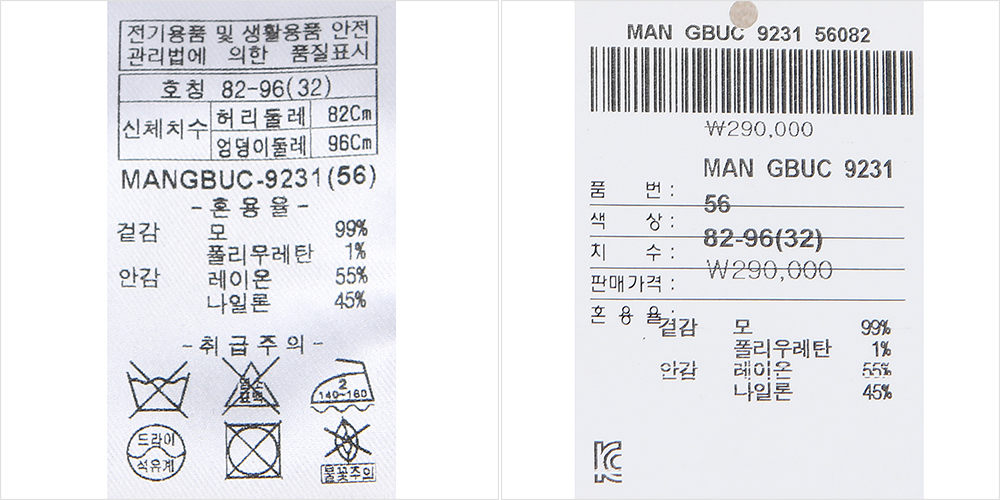 전기용품 및 생활용품 안전
관리법에 의한 품질표시
호칭 82-96(32)
신체치수 허리둘레 82Cm
엉덩이둘레 96Cm
MANGBUC-9231(56)
-혼용율-
겉감 모 99%
폴리우레탄 1%
안감 레이온 55%
나일론 45%
-취급주의-
염소
표백
2
140~160
드라이
석유계
불꽃주의
MAN GBUC 9231 56082
₩290,000
MAN GBUC 9231
품 번 :
56
색 상 :
82-96(32)
치 수 :
₩290,000
판매가격 :
혼 용 율 :
겉감 모 99%
폴리우레탄 1%
안감 레이온 55%
나일론 45%
KC